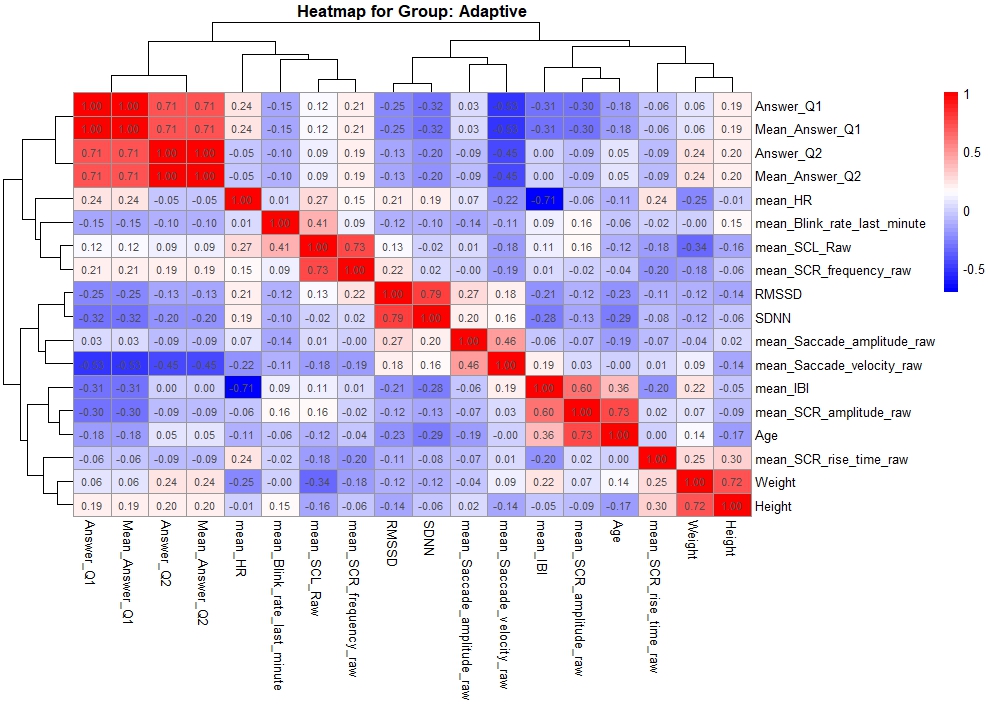 Heatmap for Group: Adaptive
1.00 1.00 0.71 0.71 0.24 -0.15 0.12 0.21 -0.25 -0.32 0.03 -0.31 -0.30 -0.18 -0.06 0.06 0.19 Answer_Q1
1.00 1.00 0.71 0.71 0.24 -0.15 0.12 0.21 -0.25 -0.32 0.03 -0.31 -0.30 -0.18 -0.06 0.06 0.19 Mean_Answer_Q1
0.71 0.71 1.00 1.00 -0.05 -0.10 0.09 0.19 -0.13 -0.20 -0.09 -0.45 0.00 -0.09 0.05 -0.09 0.24 0.20 Answer_Q2
0.71 0.71 1.00 1.00 -0.05 -0.10 0.09 0.19 -0.13 -0.20 -0.09 -0.45 0.00 -0.09 0.05 -0.09 0.24 0.20 Mean_Answer_Q2
0.24 0.24 -0.05 -0.05 1.00 0.01 0.27 0.15 0.21 0.19 0.07 -0.22 -0.71 -0.06 -0.11 0.24 -0.25 -0.01 mean_HR
-0.15 -0.15 -0.10 -0.10 0.01 1.00 0.41 0.09 -0.12 -0.10 -0.14 -0.11 0.09 0.16 -0.06 -0.02 -0.00 0.15 mean_Blink_rate_last_minute
0.12 0.12 0.09 0.09 0.27 0.41 1.00 0.73 0.13 -0.02 0.01 -0.18 0.11 0.16 -0.12 -0.18 -0.34 -0.16 mean_SCL_Raw
0.21 0.21 0.19 0.19 0.15 0.09 0.73 1.00 0.22 0.02 -0.00 -0.19 0.01 -0.02 -0.04 -0.20 -0.18 -0.06 mean_SCR_frequency_raw
-0.25 -0.25 -0.13 -0.13 0.21 -0.12 0.13 0.22 1.00 0.79 0.27 0.18 -0.21 -0.12 -0.23 -0.11 -0.12 -0.14 RMSSD
-0.32 -0.32 -0.20 -0.20 0.19 -0.10 -0.02 0.02 0.79 1.00 0.20 0.16 -0.28 -0.13 -0.29 -0.08 -0.12 -0.06 SDNN
0.03 0.03 -0.09 -0.09 0.07 -0.14 0.01 -0.00 0.27 0.20 1.00 0.46 -0.06 -0.07 -0.19 -0.07 -0.04 0.02 mean_Saccade_amplitude_raw
-0.45 -0.45 -0.22 -0.11 -0.18 -0.19 0.18 0.16 0.46 1.00 0.19 0.03 -0.00 0.01 0.09 -0.14 mean_Saccade_velocity_raw
-0.31 -0.31 0.00 0.00 -0.71 0.09 0.11 0.01 -0.21 -0.28 -0.06 0.19 1.00 0.60 0.36 -0.20 0.22 -0.05 mean_IBI
-0.30 -0.30 -0.09 -0.09 -0.06 0.16 0.16 -0.02 -0.12 -0.13 -0.07 0.03 0.60 1.00 0.73 0.02 0.07 -0.09 mean_SCR_amplitude_raw
-0.18 -0.18 0.05 0.05 -0.11 -0.06 -0.12 -0.04 -0.23 -0.29 -0.19 -0.00 0.36 0.73 1.00 0.00 0.14 -0.17 Age
-0.06 -0.06 -0.09 -0.09 0.24 -0.02 -0.18 -0.20 -0.11 -0.08 -0.07 0.01 -0.20 0.02 0.00 1.00 0.25 0.30 mean_SCR_rise_time_raw
0.06 0.06 0.24 0.24 -0.25 -0.00 -0.34 -0.18 -0.12 -0.12 -0.04 0.09 0.22 0.07 0.14 0.25 1.00 0.72 Weight
0.19 0.19 0.20 0.20 -0.01 0.15 -0.16 -0.06 -0.14 -0.06 0.02 -0.14 -0.05 -0.09 -0.17 0.30 0.72 1.00 Height
Answer_Q1
Mean_Answer_Q1
Answer_Q2
Mean_Answer_Q2
mean_HR
mean_Blink_rate_last_minute
mean_SCL_Raw
mean_SCR_frequency_raw
RMSSD
SDNN
mean_Saccade_amplitude_raw
mean_Saccade_velocity_raw
mean_IBI
mean_SCR_amplitude_raw
Age
mean_SCR_rise_time_raw
Weight
Height
1
0.5
0
-0.5